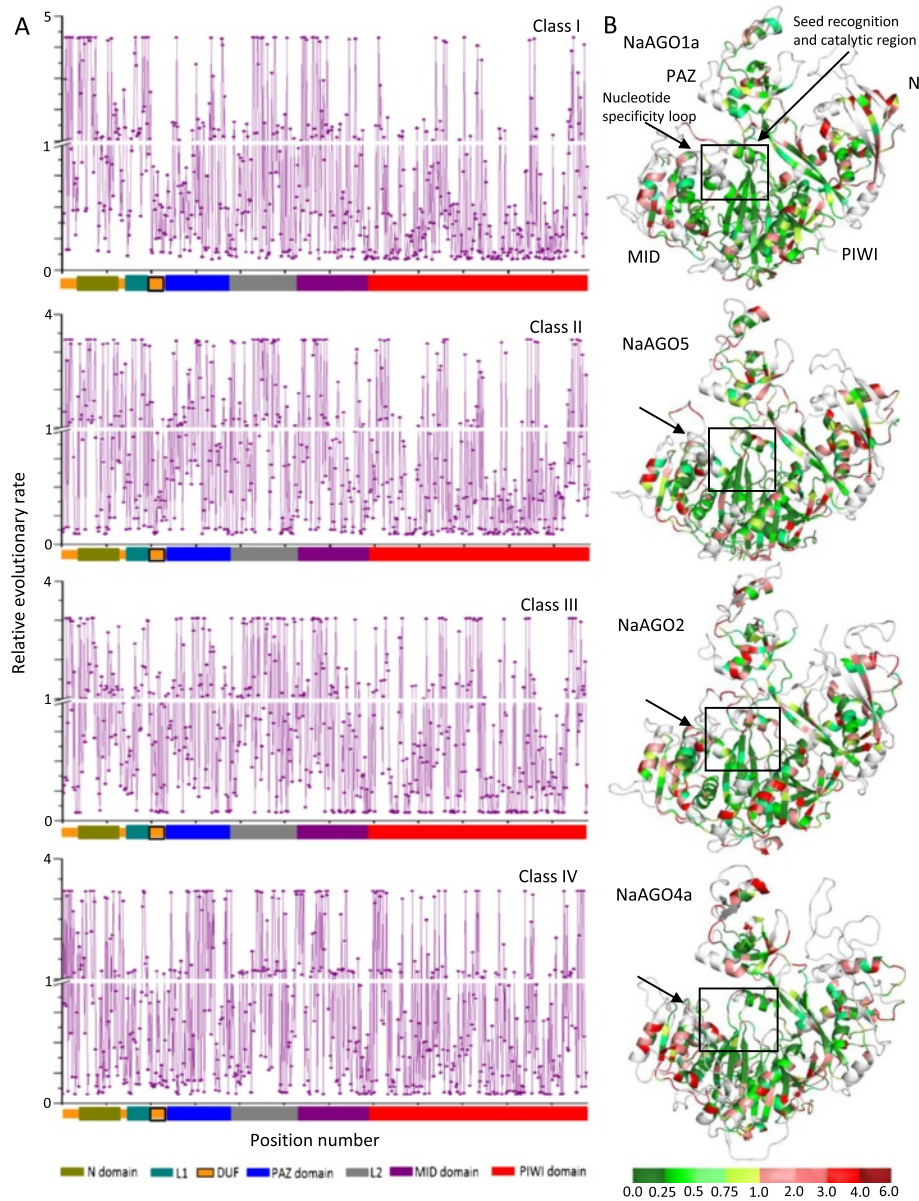 A
B
Class I
5
1
0
Class II
4
1
0
Class III
4
1
0
Class IV
4
1
0
Relative evolutionary rate
Position number
N domain
L1
DUF
PAZ domain
L2
MID domain
PIWI domain
NaAGO1a
Seed recognition
and catalytic region
PAZ
N
Nucleotide
specificity loop
MID
PIWI
NaAGO5
NaAGO2
NaAGO4a
0.0 0.25 0.5 0.75 1.0 2.0 3.0 4.0 6.0